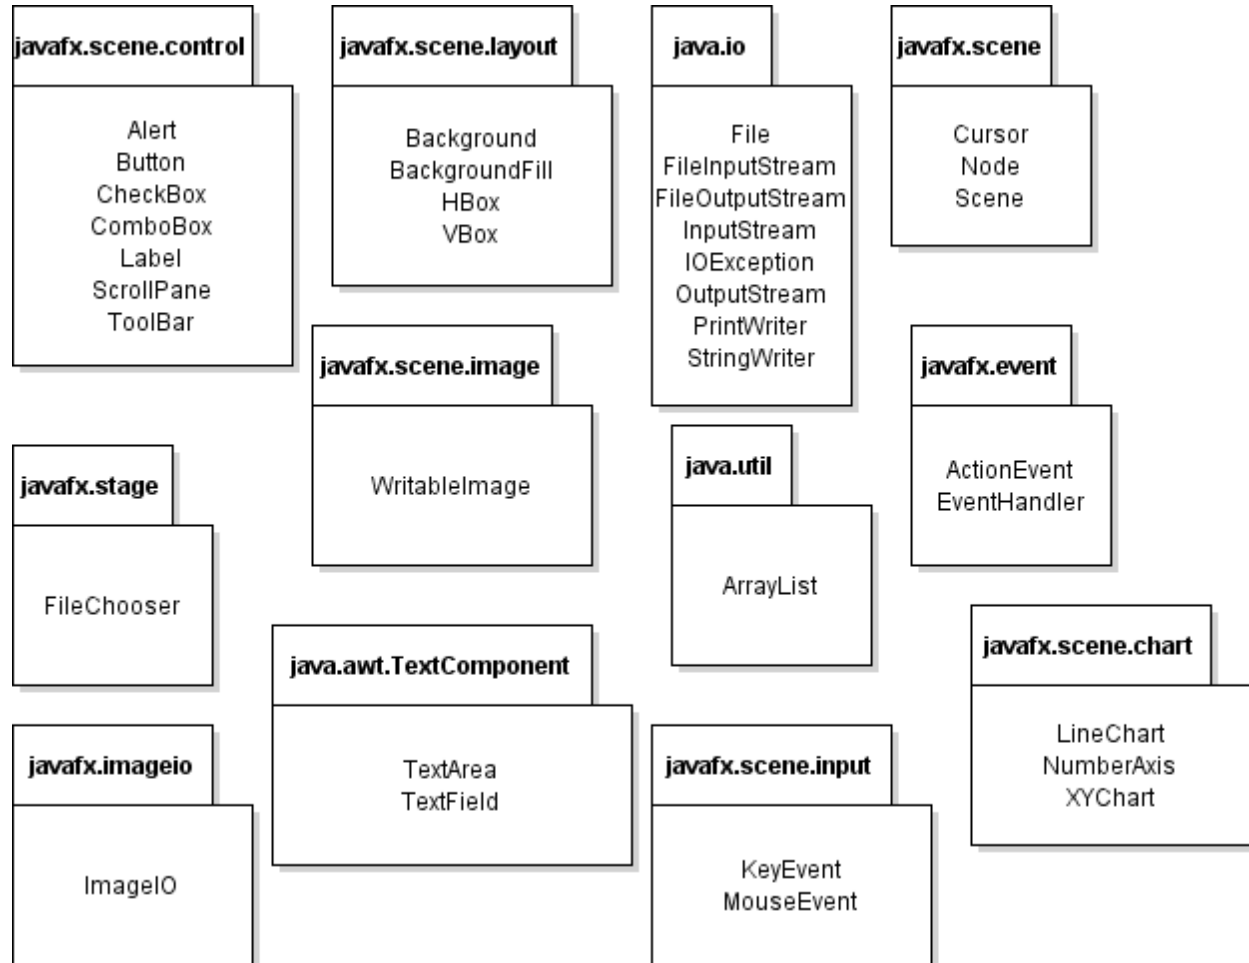 javafx.scene.control
Alert
Button
CheckBox
ComboBox
Label
ScrollPane
ToolBar
javafx.scene.layout
Background
BackgroundFill
HBox
VBox
java.io
File
FileInputStream
FileOutputStream
InputStream
IOException
OutputStream
PrintWriter
StringWriter
javafx.scene
Cursor
Node
Scene
javafx.scene.image
WritableImage
javafx.event
ActionEvent
EventHandler
javafx.stage
FileChooser
java.util
ArrayList
java.awt.TextComponent
TextArea
TextField
javafx.scene.chart
LineChart
NumberAxis
XYChart
javafx.imageio
ImageIO
javafx.scene.input
KeyEvent
MouseEvent